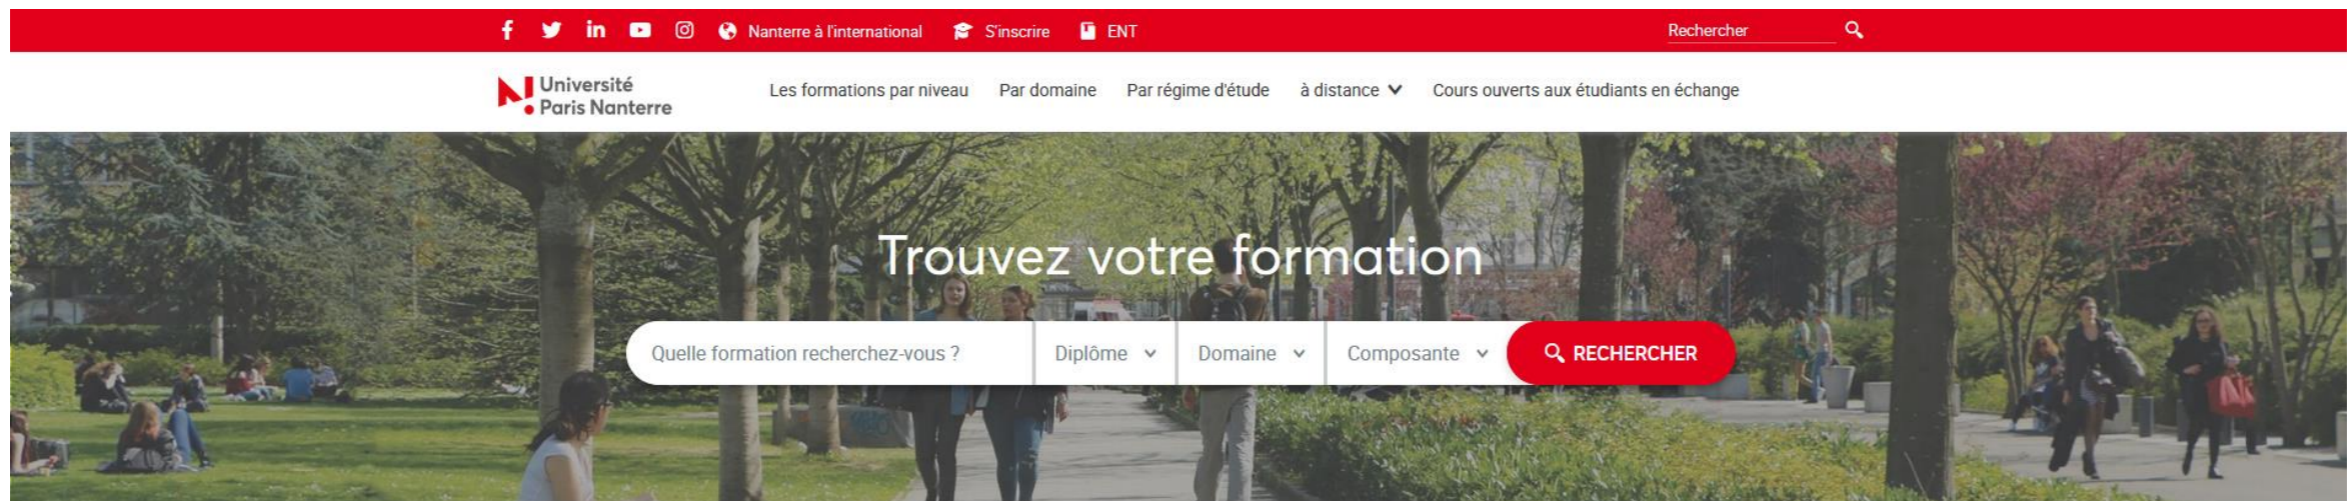 Nanterre à l'international S'inscrire ENT Rechercher
Université
Paris Nanterre
Les formations par niveau Par domaine Par régime d'étude à distance Cours ouverts aux étudiants en échange
Trouvez votre formation
Quelle formation recherchez-vous ? Diplôme Domaine Composante RECHERCHER